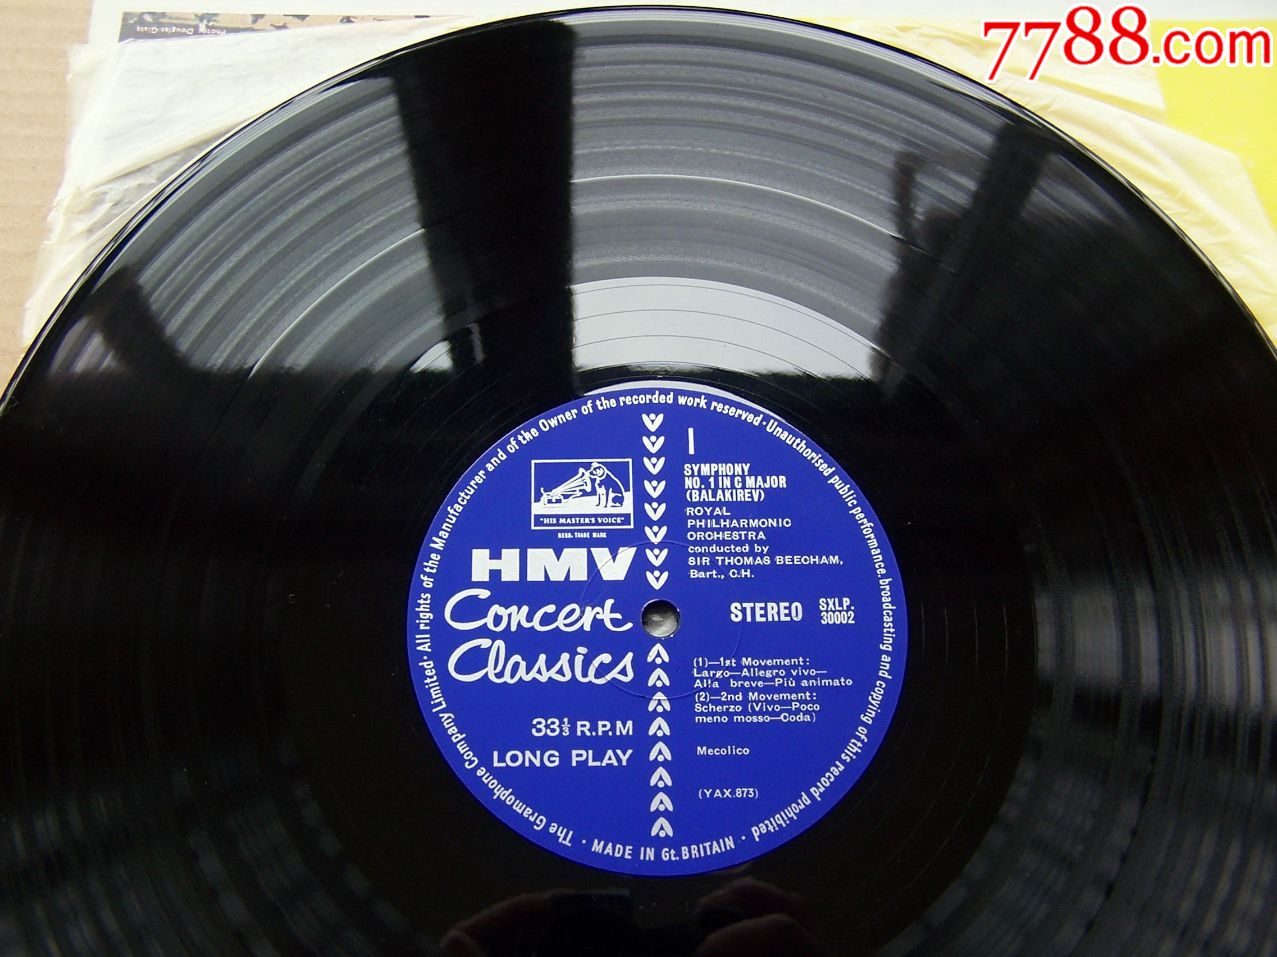 7788.com
Photo: Douglas Glass
All rights of the Manufacturer and of the Owner of the recorded work reserved·Unauthorised public performance, broadcasting and copying of this record prohibited
The Gramophone Company Limited·
· MADE IN Gt. BRITAIN ·
"HIS MASTER'S VOICE"
REGD. TRADE MARK
HMV
Concert
Classics
33⅓ R.P.M
LONG PLAY
1
SYMPHONY
NO. 1 IN C MAJOR
(BALAKIREV)
ROYAL
PHILHARMONIC
ORCHESTRA
conducted by
SIR THOMAS BEECHAM,
Bart., C.H.
STEREO
SXLP.
30002
(1)—1st Movement:
Largo—Allegro vivo—
Alla breve—Più animato
(2)—2nd Movement:
Scherzo (Vivo—Poco
meno mosso—Coda)
Mecolico
(YAX.873)